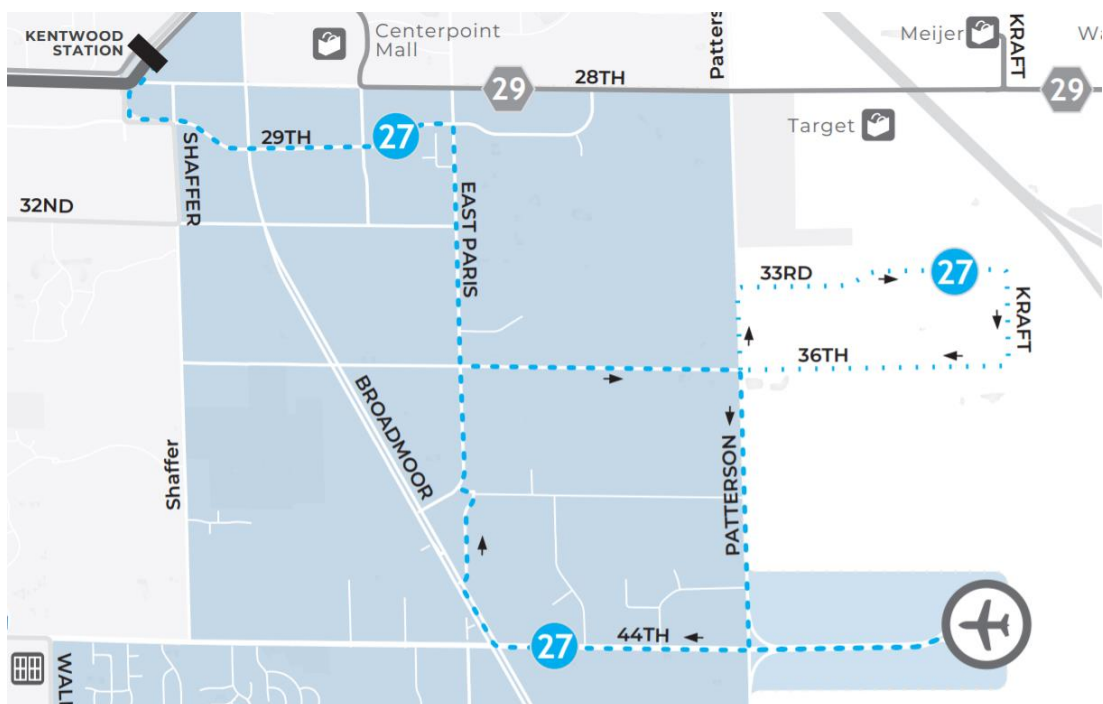 KENTWOOD
STATION
Centerpoint
Mall
Patters
Meijer
KRAFT
28TH
29
29
Target
29TH
27
SHAFFER
32ND
EAST PARIS
33RD
27
KRAFT
36TH
BROADMOOR
Shaffer
PATTERSON
27
44TH